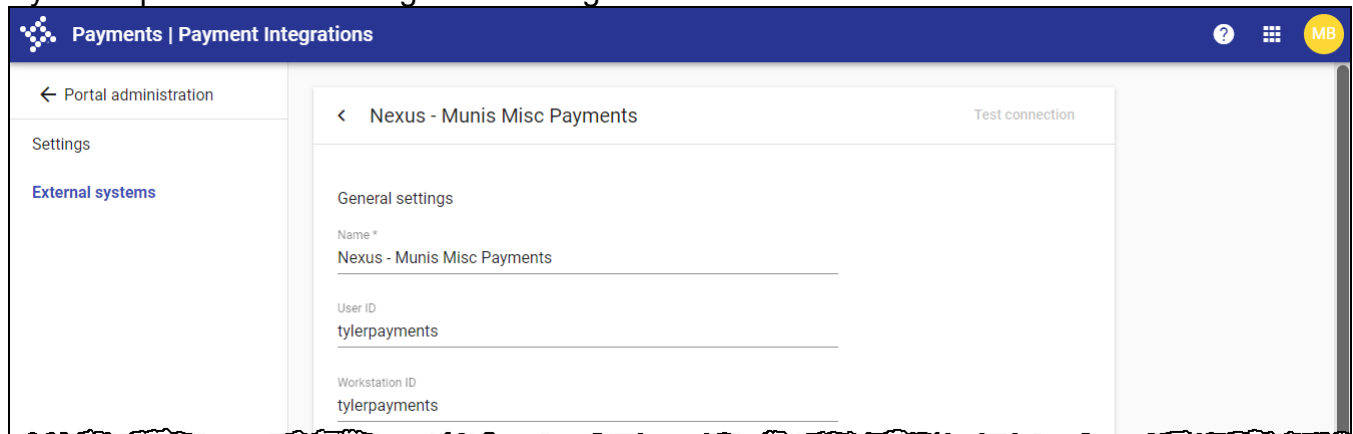 Payments | Payment Integrations
?
MB
← Portal administration
Settings
External systems
< Nexus - Munis Misc Payments
Test connection
General settings
Name *
Nexus - Munis Misc Payments
User ID
tylerpayments
Workstation ID
tylerpayments